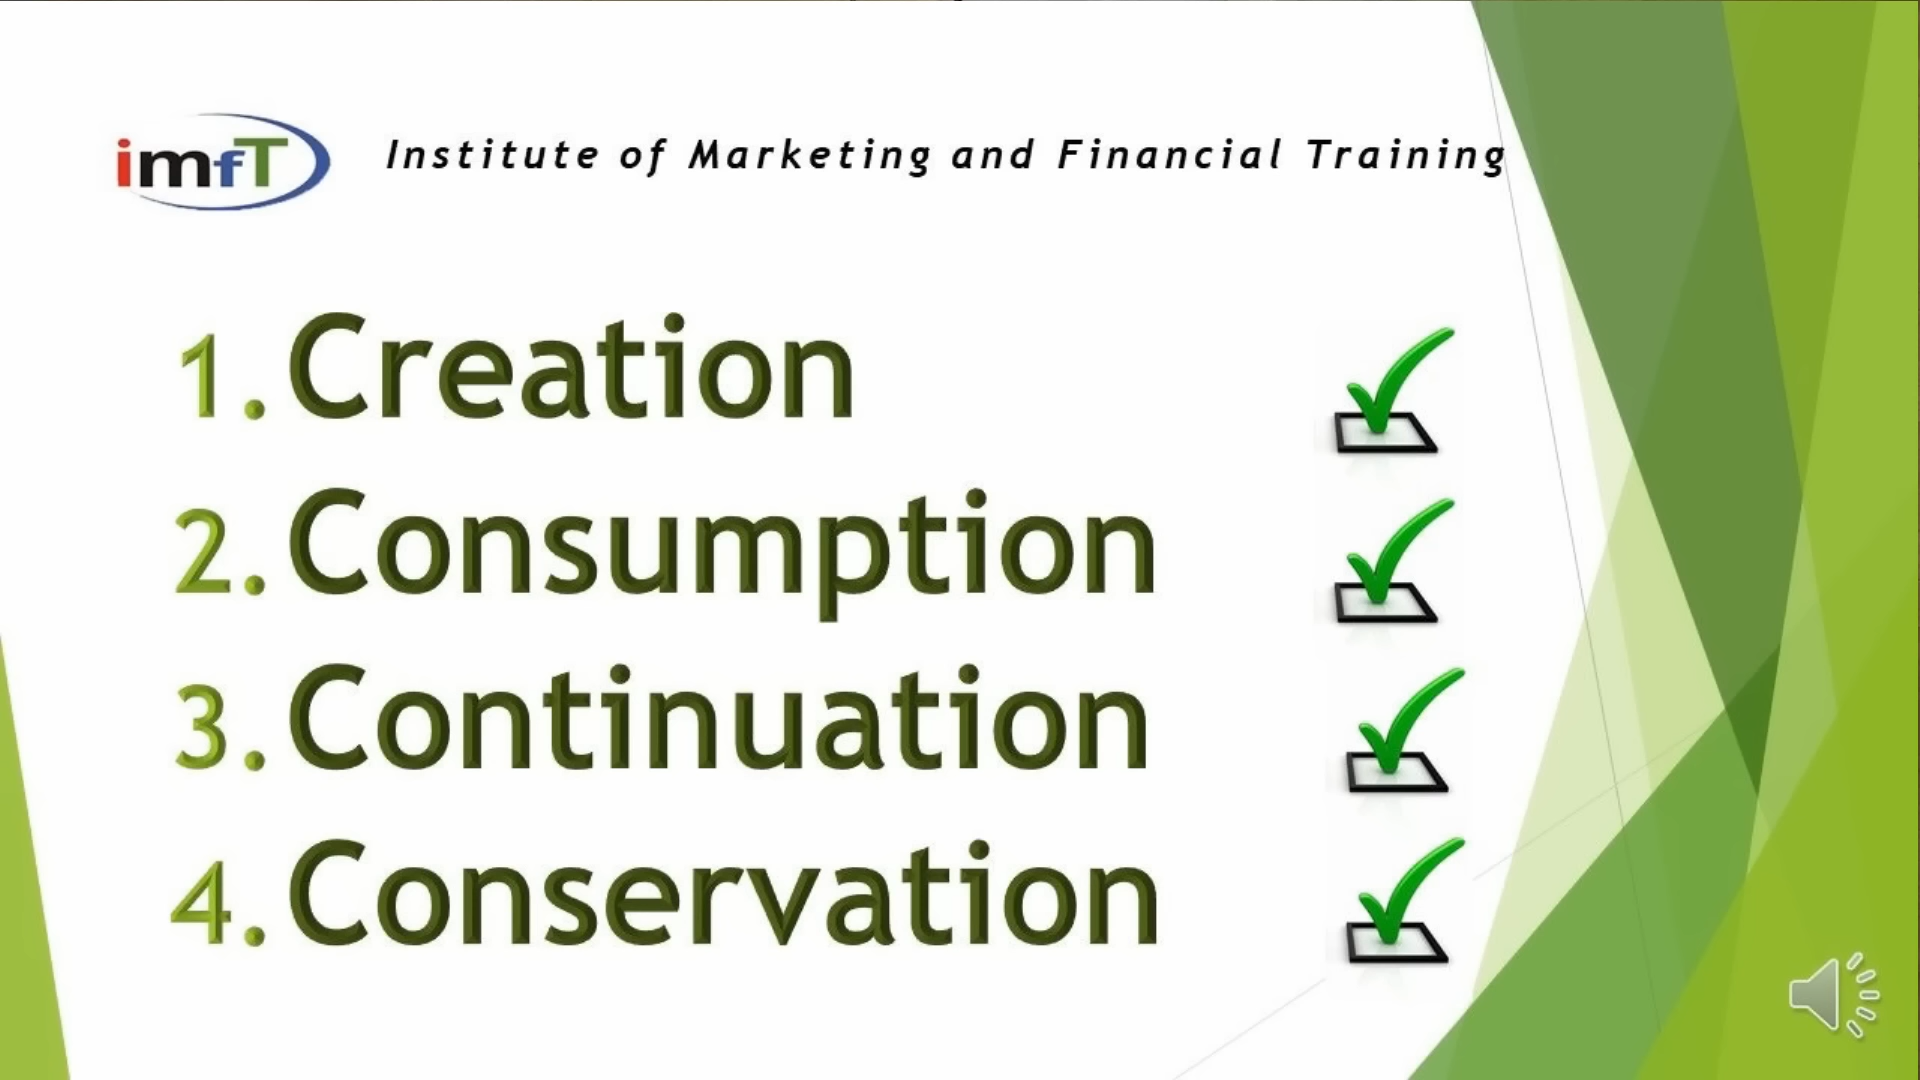 imfT
Institute of Marketing and Financial Training
1. Creation
2. Consumption
3. Continuation
4. Conservation